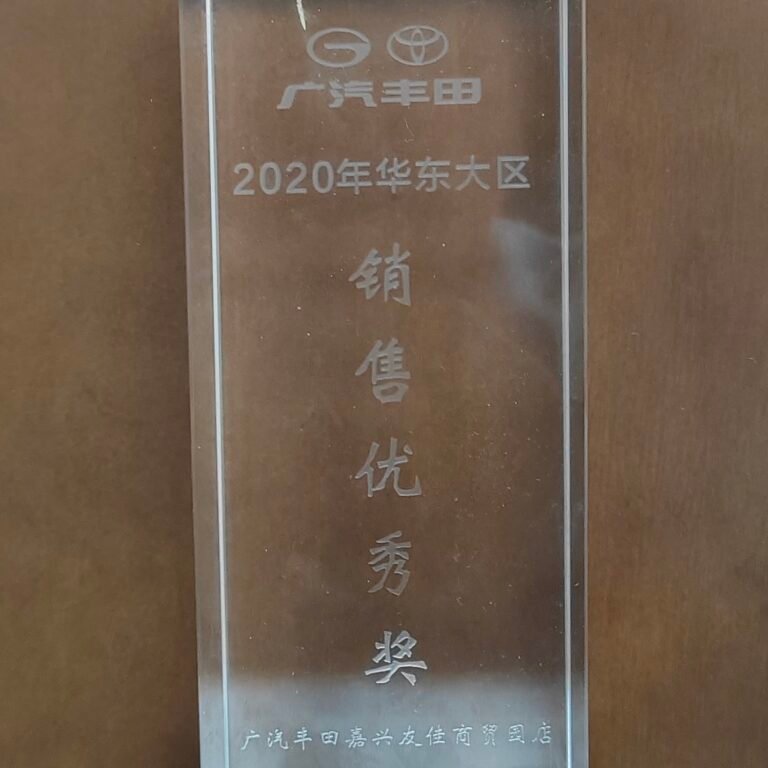 广汽丰田
2020年华东大区
销售优秀奖
广汽丰田嘉兴友佳商贸园店